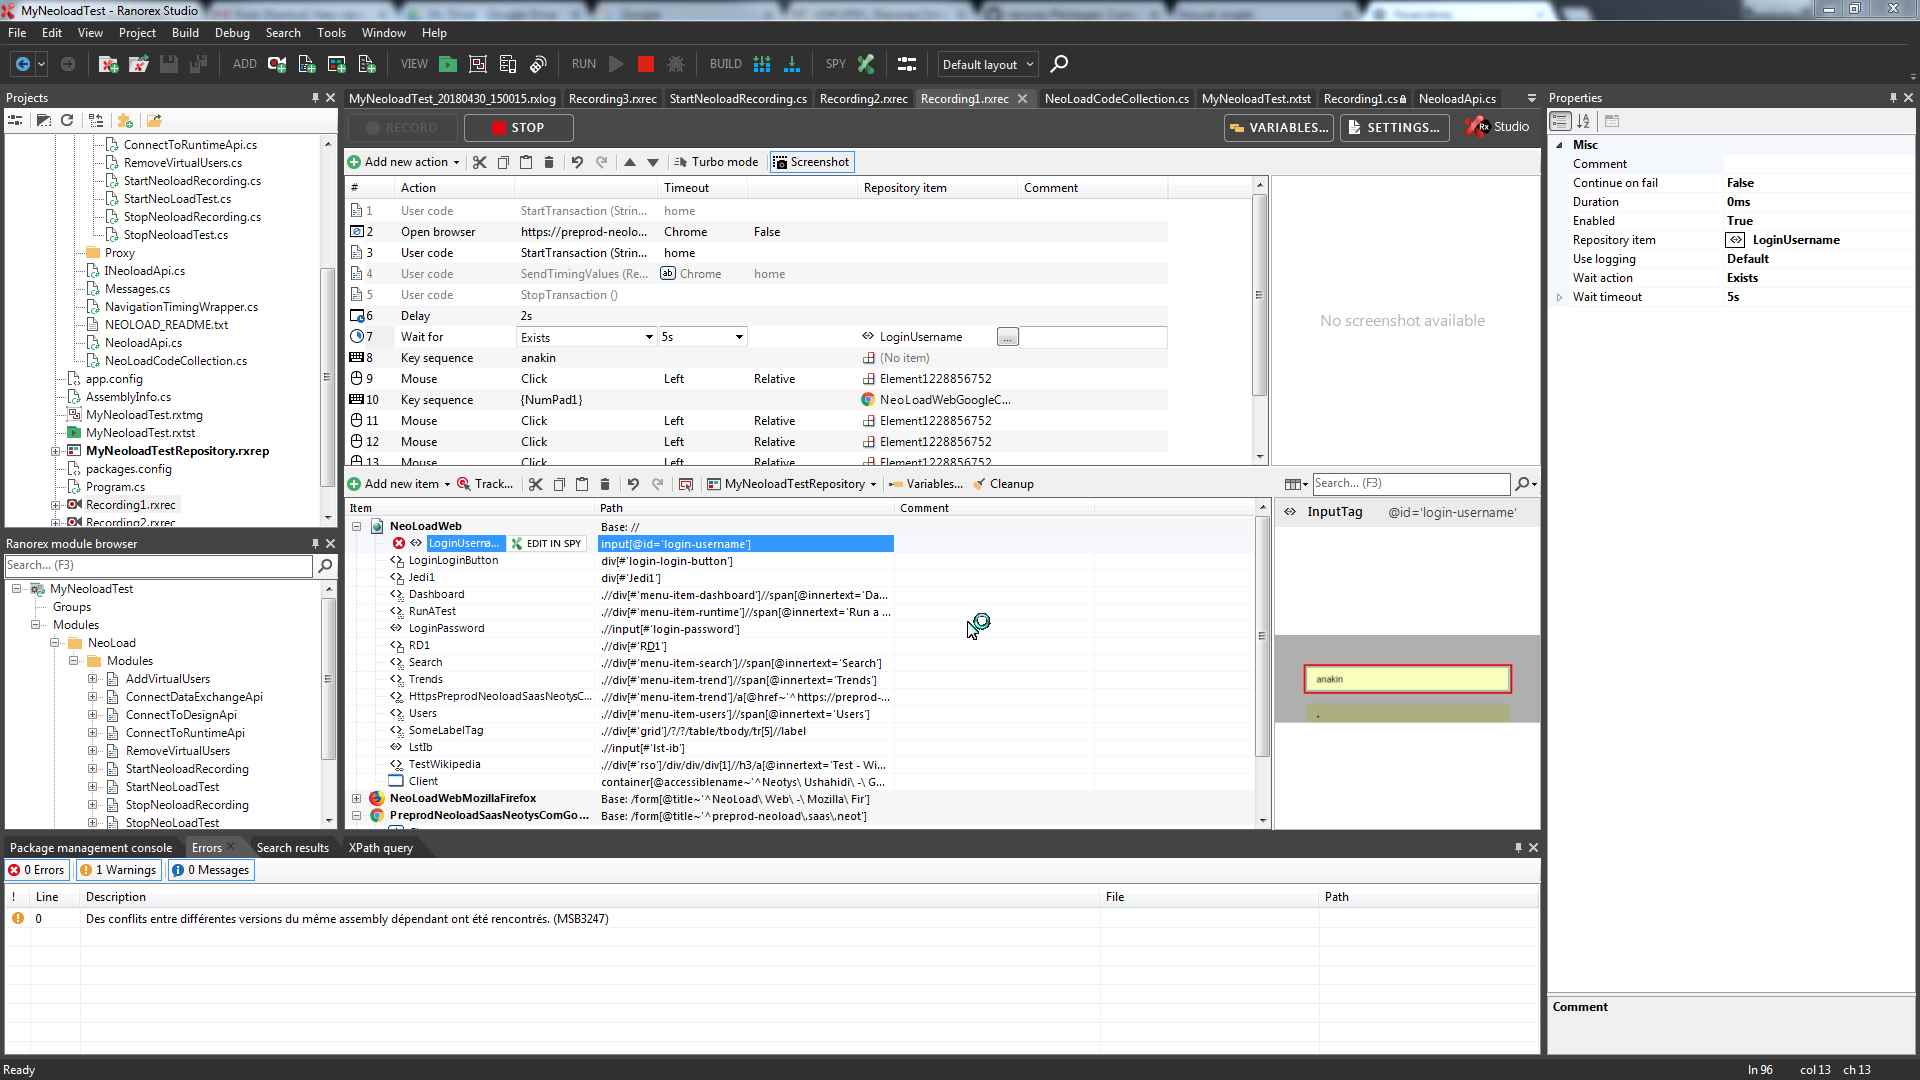 MyNeoloadTest - Ranorex Studio
File Edit View Project Build Debug Search Tools Window Help
ADD VIEW RUN BUILD SPY Default layout
Projects
ConnectToRuntimeApi.cs
RemoveVirtualUsers.cs
StartNeoloadRecording.cs
StartNeoLoadTest.cs
StopNeoloadRecording.cs
StopNeoloadTest.cs
Proxy
INeoloadApi.cs
Messages.cs
NavigationTimingWrapper.cs
NEOLOAD_README.txt
NeoloadApi.cs
NeoLoadCodeCollection.cs
app.config
AssemblyInfo.cs
MyNeoloadTest.rxtmg
MyNeoloadTest.rxtst
MyNeoloadTestRepository.rxrep
packages.config
Program.cs
Recording1.rxrec
Recording2.rxrec
Ranorex module browser
Search... (F3)
MyNeoloadTest
Groups
Modules
NeoLoad
Modules
AddVirtualUsers
ConnectDataExchangeApi
ConnectToDesignApi
ConnectToRuntimeApi
RemoveVirtualUsers
StartNeoloadRecording
StartNeoLoadTest
StopNeoloadRecording
StopNeoLoadTest
MyNeoloadTest_20180430_150015.rxlog Recording3.rxrec StartNeoloadRecording.cs Recording2.rxrec Recording1.rxrec NeoLoadCodeCollection.cs MyNeoloadTest.rxtst Recording1.cs NeoloadApi.cs
RECORD STOP VARIABLES... SETTINGS... Rx Studio
Add new action Turbo mode Screenshot
# Action Timeout Repository item Comment
1 User code StartTransaction (Strin... home
2 Open browser https://preprod-neolo... Chrome False
3 User code StartTransaction (Strin... home
4 User code SendTimingValues (Re... ab Chrome home
5 User code StopTransaction ()
6 Delay 2s
7 Wait for Exists 5s LoginUsername ...
8 Key sequence anakin (No item)
9 Mouse Click Left Relative Element1228856752
10 Key sequence {NumPad1} NeoLoadWebGoogleC...
11 Mouse Click Left Relative Element1228856752
12 Mouse Click Left Relative Element1228856752
13 Mouse Click Left Relative Element1228856752
No screenshot available
Add new item Track... MyNeoloadTestRepository Variables... Cleanup Search... (F3)
Item Path Comment
NeoLoadWeb Base: //
LoginUserna... EDIT IN SPY input[@id='login-username']
LoginLoginButton div[#'login-login-button']
Jedi1 div[#'Jedi1']
Dashboard .//div[#'menu-item-dashboard']//span[@innertext='Da...
RunATest .//div[#'menu-item-runtime']//span[@innertext='Run a ...
LoginPassword .//input[#'login-password']
RD1 .//div[#'RD1']
Search .//div[#'menu-item-search']//span[@innertext='Search']
Trends .//div[#'menu-item-trend']//span[@innertext='Trends']
HttpsPreprodNeoloadSaasNeotysC... .//div[#'menu-item-trend']/a[@href~'^https://preprod-...
Users .//div[#'menu-item-users']//span[@innertext='Users']
SomeLabelTag .//div[#'grid']/?/?/table/tbody/tr[5]//label
LstIb .//input[#'lst-ib']
TestWikipedia .//div[#'rso']/div/div/div[1]//h3/a[@innertext='Test - Wi...
Client container[@accessiblename~'^Neotys\ Ushahidi\ -\ G...
NeoLoadWebMozillaFirefox Base: /form[@title~'^NeoLoad\ Web\ -\ Mozilla\ Fir']
PreprodNeoloadSaasNeotysComGo... Base: /form[@title~'^preprod-neoload\.saas\.neot']
InputTag @id='login-username'
anakin
Package management console Errors Search results XPath query
0 Errors 1 Warnings 0 Messages
! Line Description File Path
0 Des conflits entre différentes versions du même assembly dépendant ont été rencontrés. (MSB3247)
Properties
Misc
Comment
Continue on fail False
Duration 0ms
Enabled True
Repository item LoginUsername
Use logging Default
Wait action Exists
Wait timeout 5s
Comment
Ready ln 96 col 13 ch 13